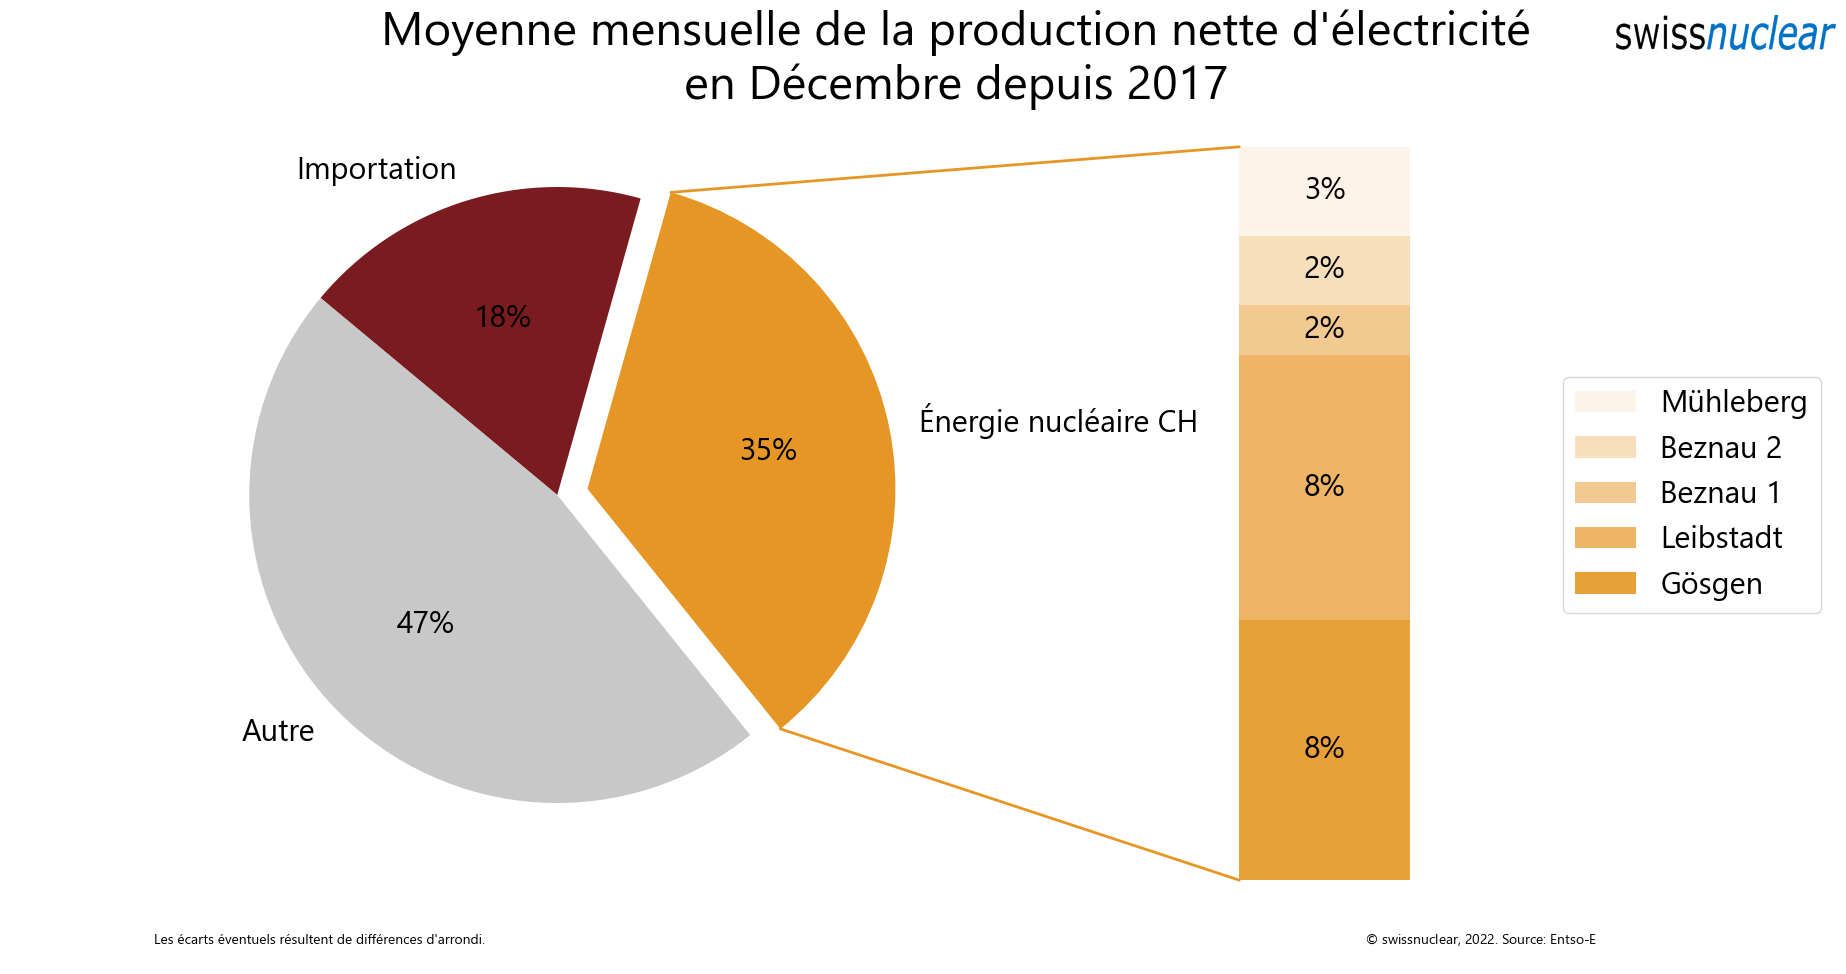 Moyenne mensuelle de la production nette d'électricité
en Décembre depuis 2017
swissnuclear
Importation
18%
35%
Énergie nucléaire CH
47%
Autre
3%
2%
2%
8%
8%
Mühleberg
Beznau 2
Beznau 1
Leibstadt
Gösgen
Les écarts éventuels résultent de différences d'arrondi.
© swissnuclear, 2022. Source: Entso-E